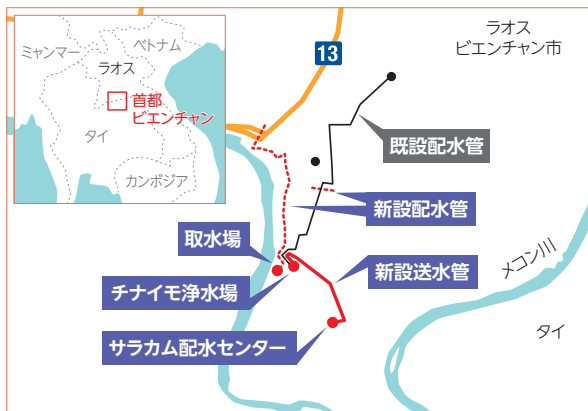 ミャンマー
ベトナム
ラオス
首都
ビエンチャン
タイ
カンボジア
13
ラオス
ビエンチャン市
既設配水管
新設配水管
取水場
チナイモ浄水場
新設送水管
サラカム配水センター
メコン川
タイ